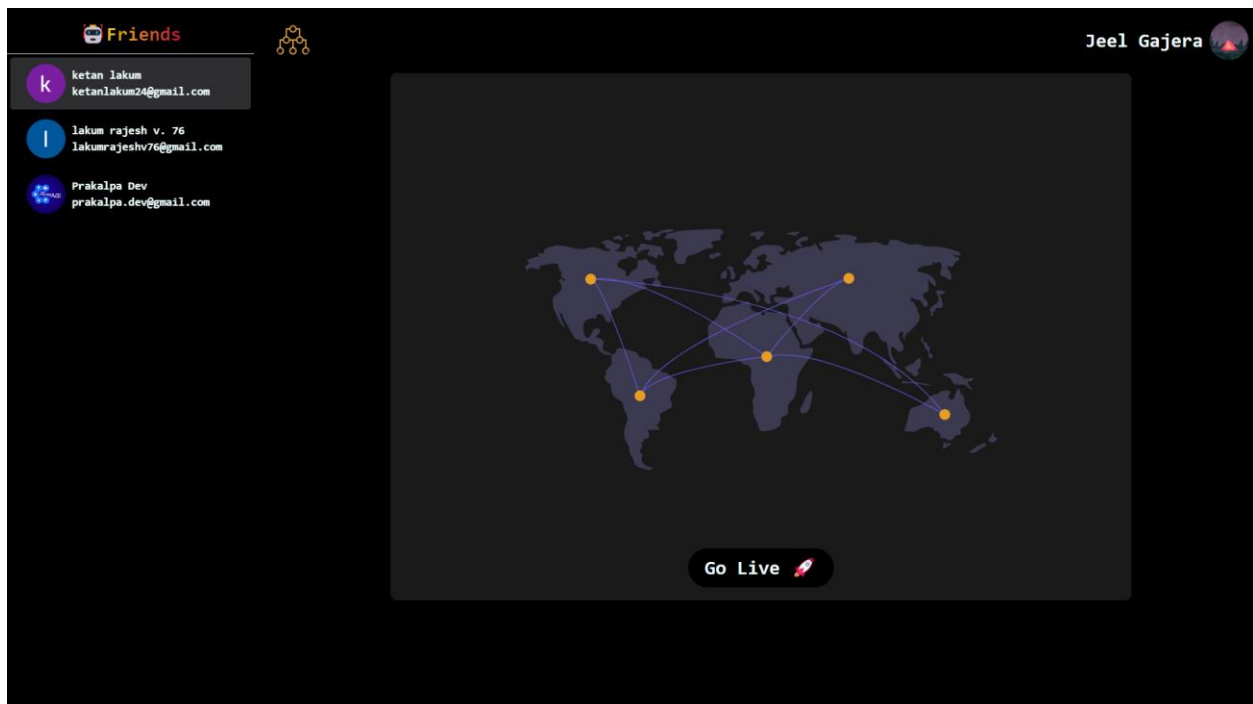 Friends
Jeel Gajera
k
ketan lakum
ketanlakum24@gmail.com
l
lakum rajesh v. 76
lakumrajeshv76@gmail.com
Prakalpa Dev
prakalpa.dev@gmail.com
Go Live 🚀